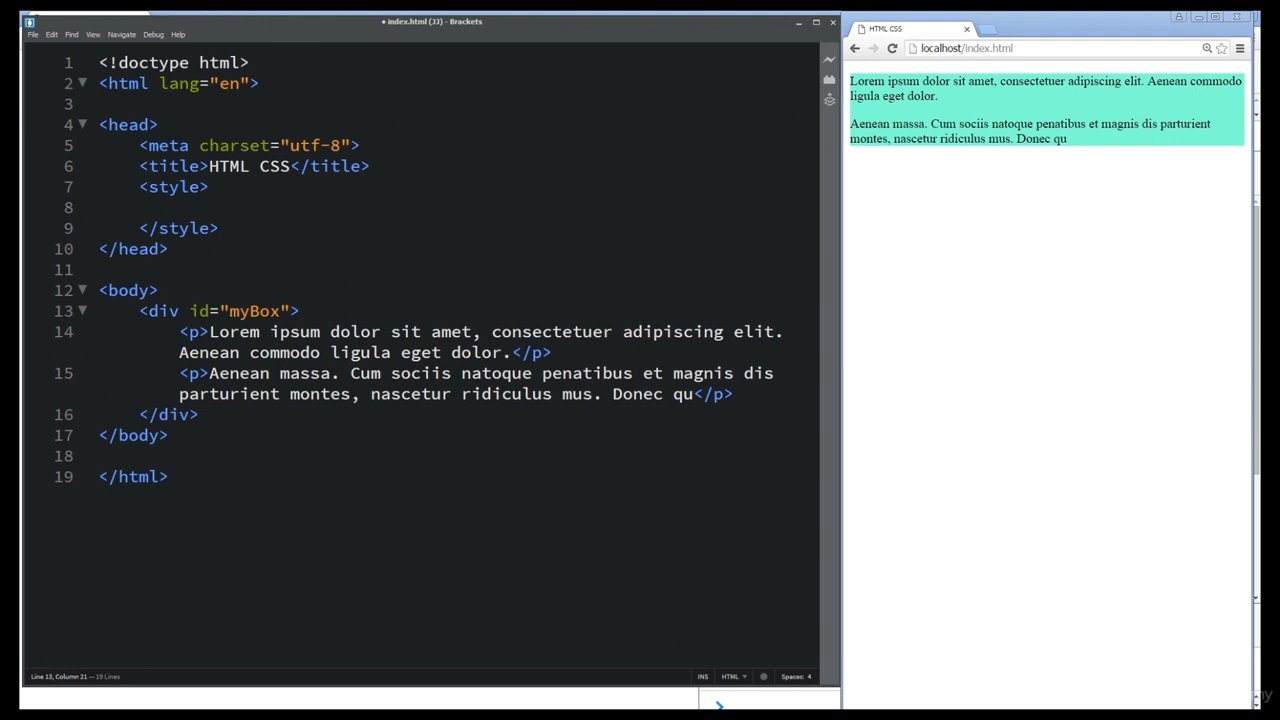 • index.html (JJ) - Brackets
File Edit Find View Navigate Debug Help
1 <!doctype html>
2 <html lang="en">
3
4 <head>
5 <meta charset="utf-8">
6 <title>HTML CSS</title>
7 <style>
8
9 </style>
10 </head>
11
12 <body>
13 <div id="myBox">
14 <p>Lorem ipsum dolor sit amet, consectetuer adipiscing elit.
Aenean commodo ligula eget dolor.</p>
15 <p>Aenean massa. Cum sociis natoque penatibus et magnis dis
parturient montes, nascetur ridiculus mus. Donec qu</p>
16 </div>
17 </body>
18
19 </html>
Line 13, Column 21 — 19 Lines
INS HTML Spaces: 4
HTML CSS
localhost/index.html
Lorem ipsum dolor sit amet, consectetuer adipiscing elit. Aenean commodo
ligula eget dolor.
Aenean massa. Cum sociis natoque penatibus et magnis dis parturient
montes, nascetur ridiculus mus. Donec qu